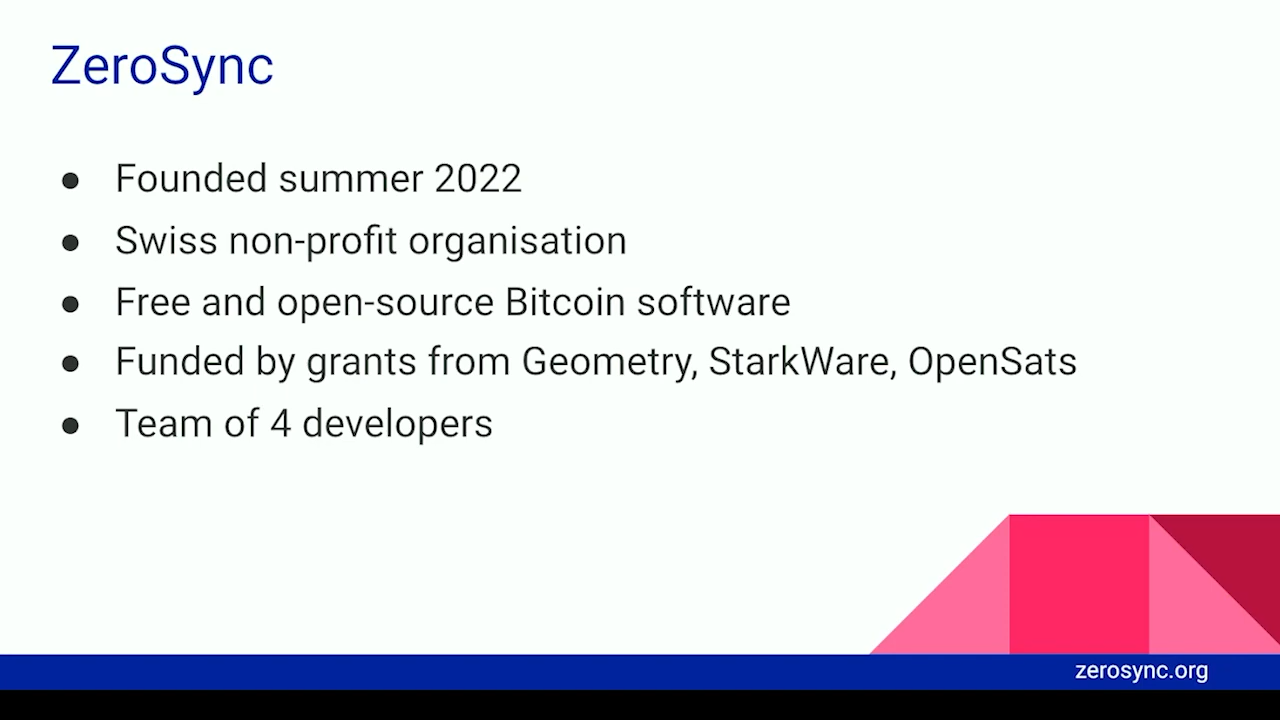 ZeroSync
● Founded summer 2022
● Swiss non-profit organisation
● Free and open-source Bitcoin software
● Funded by grants from Geometry, StarkWare, OpenSats
● Team of 4 developers
zerosync.org